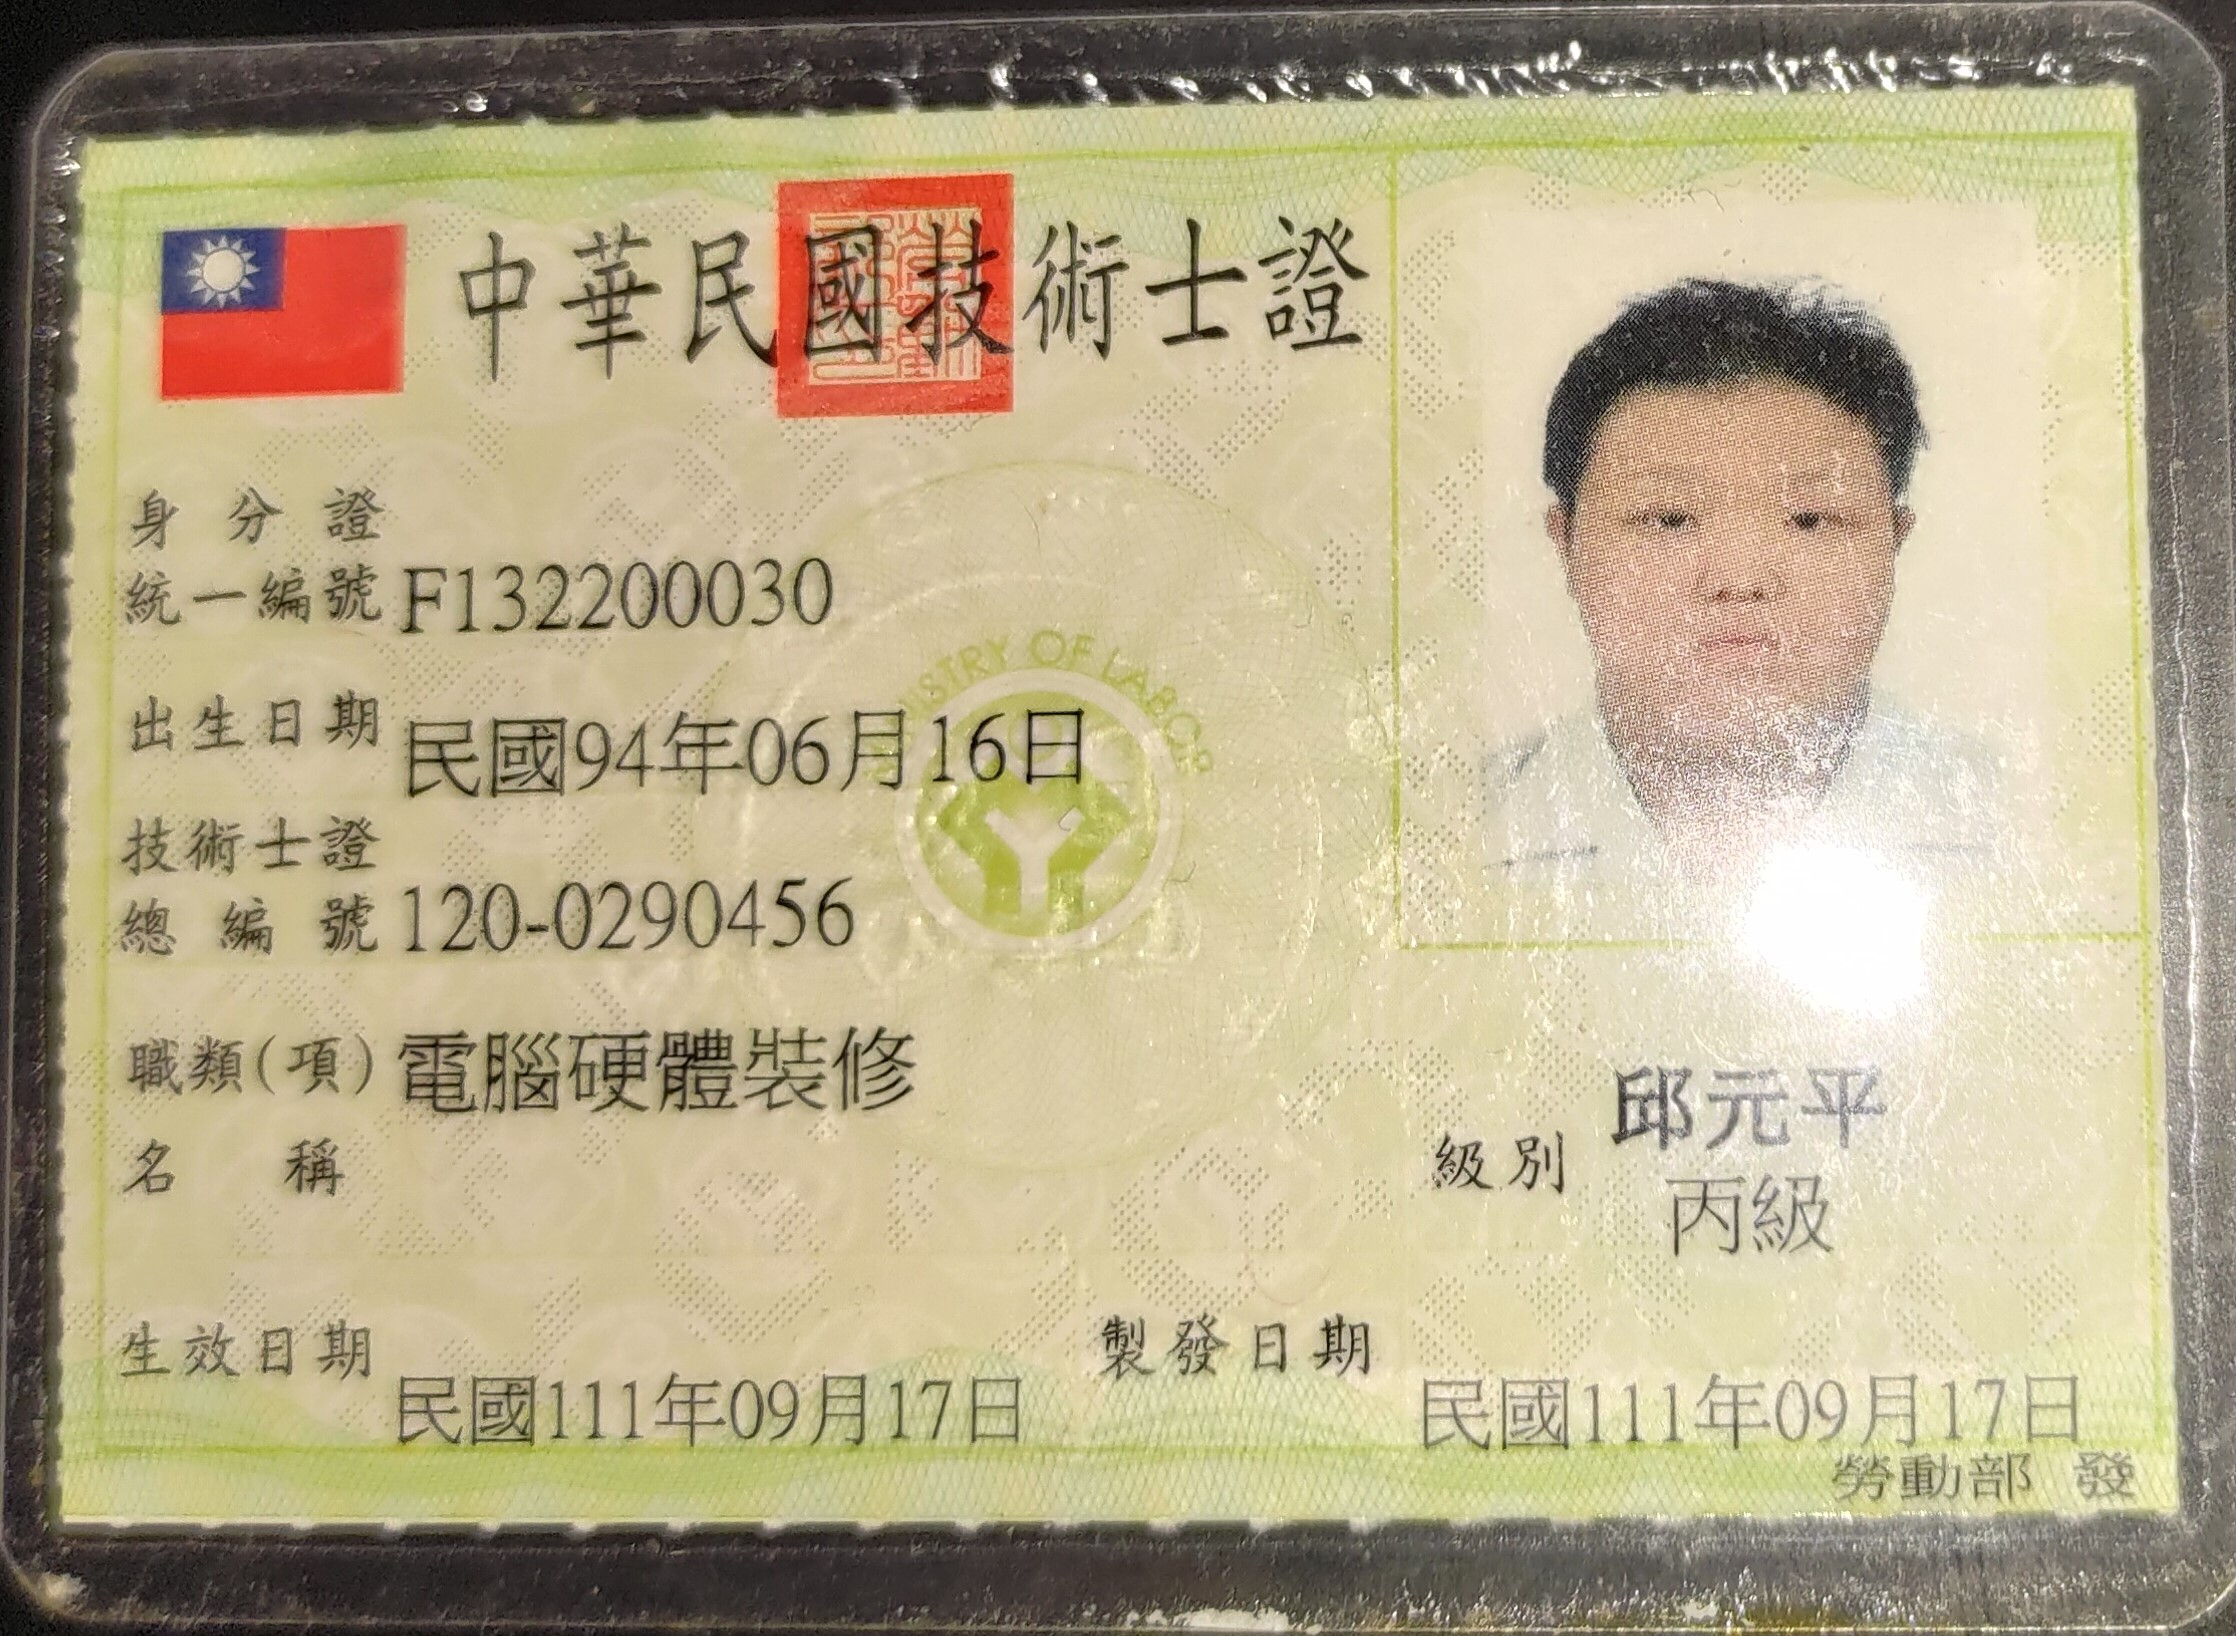 中華民國技術士證
身分證
統一編號 F132200030
出生日期 民國94年06月16日
技術士證
總編號 120-0290456
MINISTRY OF LABOR
職類(項) 電腦硬體裝修
名稱
邱元平
級別 丙級
生效日期 民國111年09月17日
製發日期 民國111年09月17日
勞動部 發